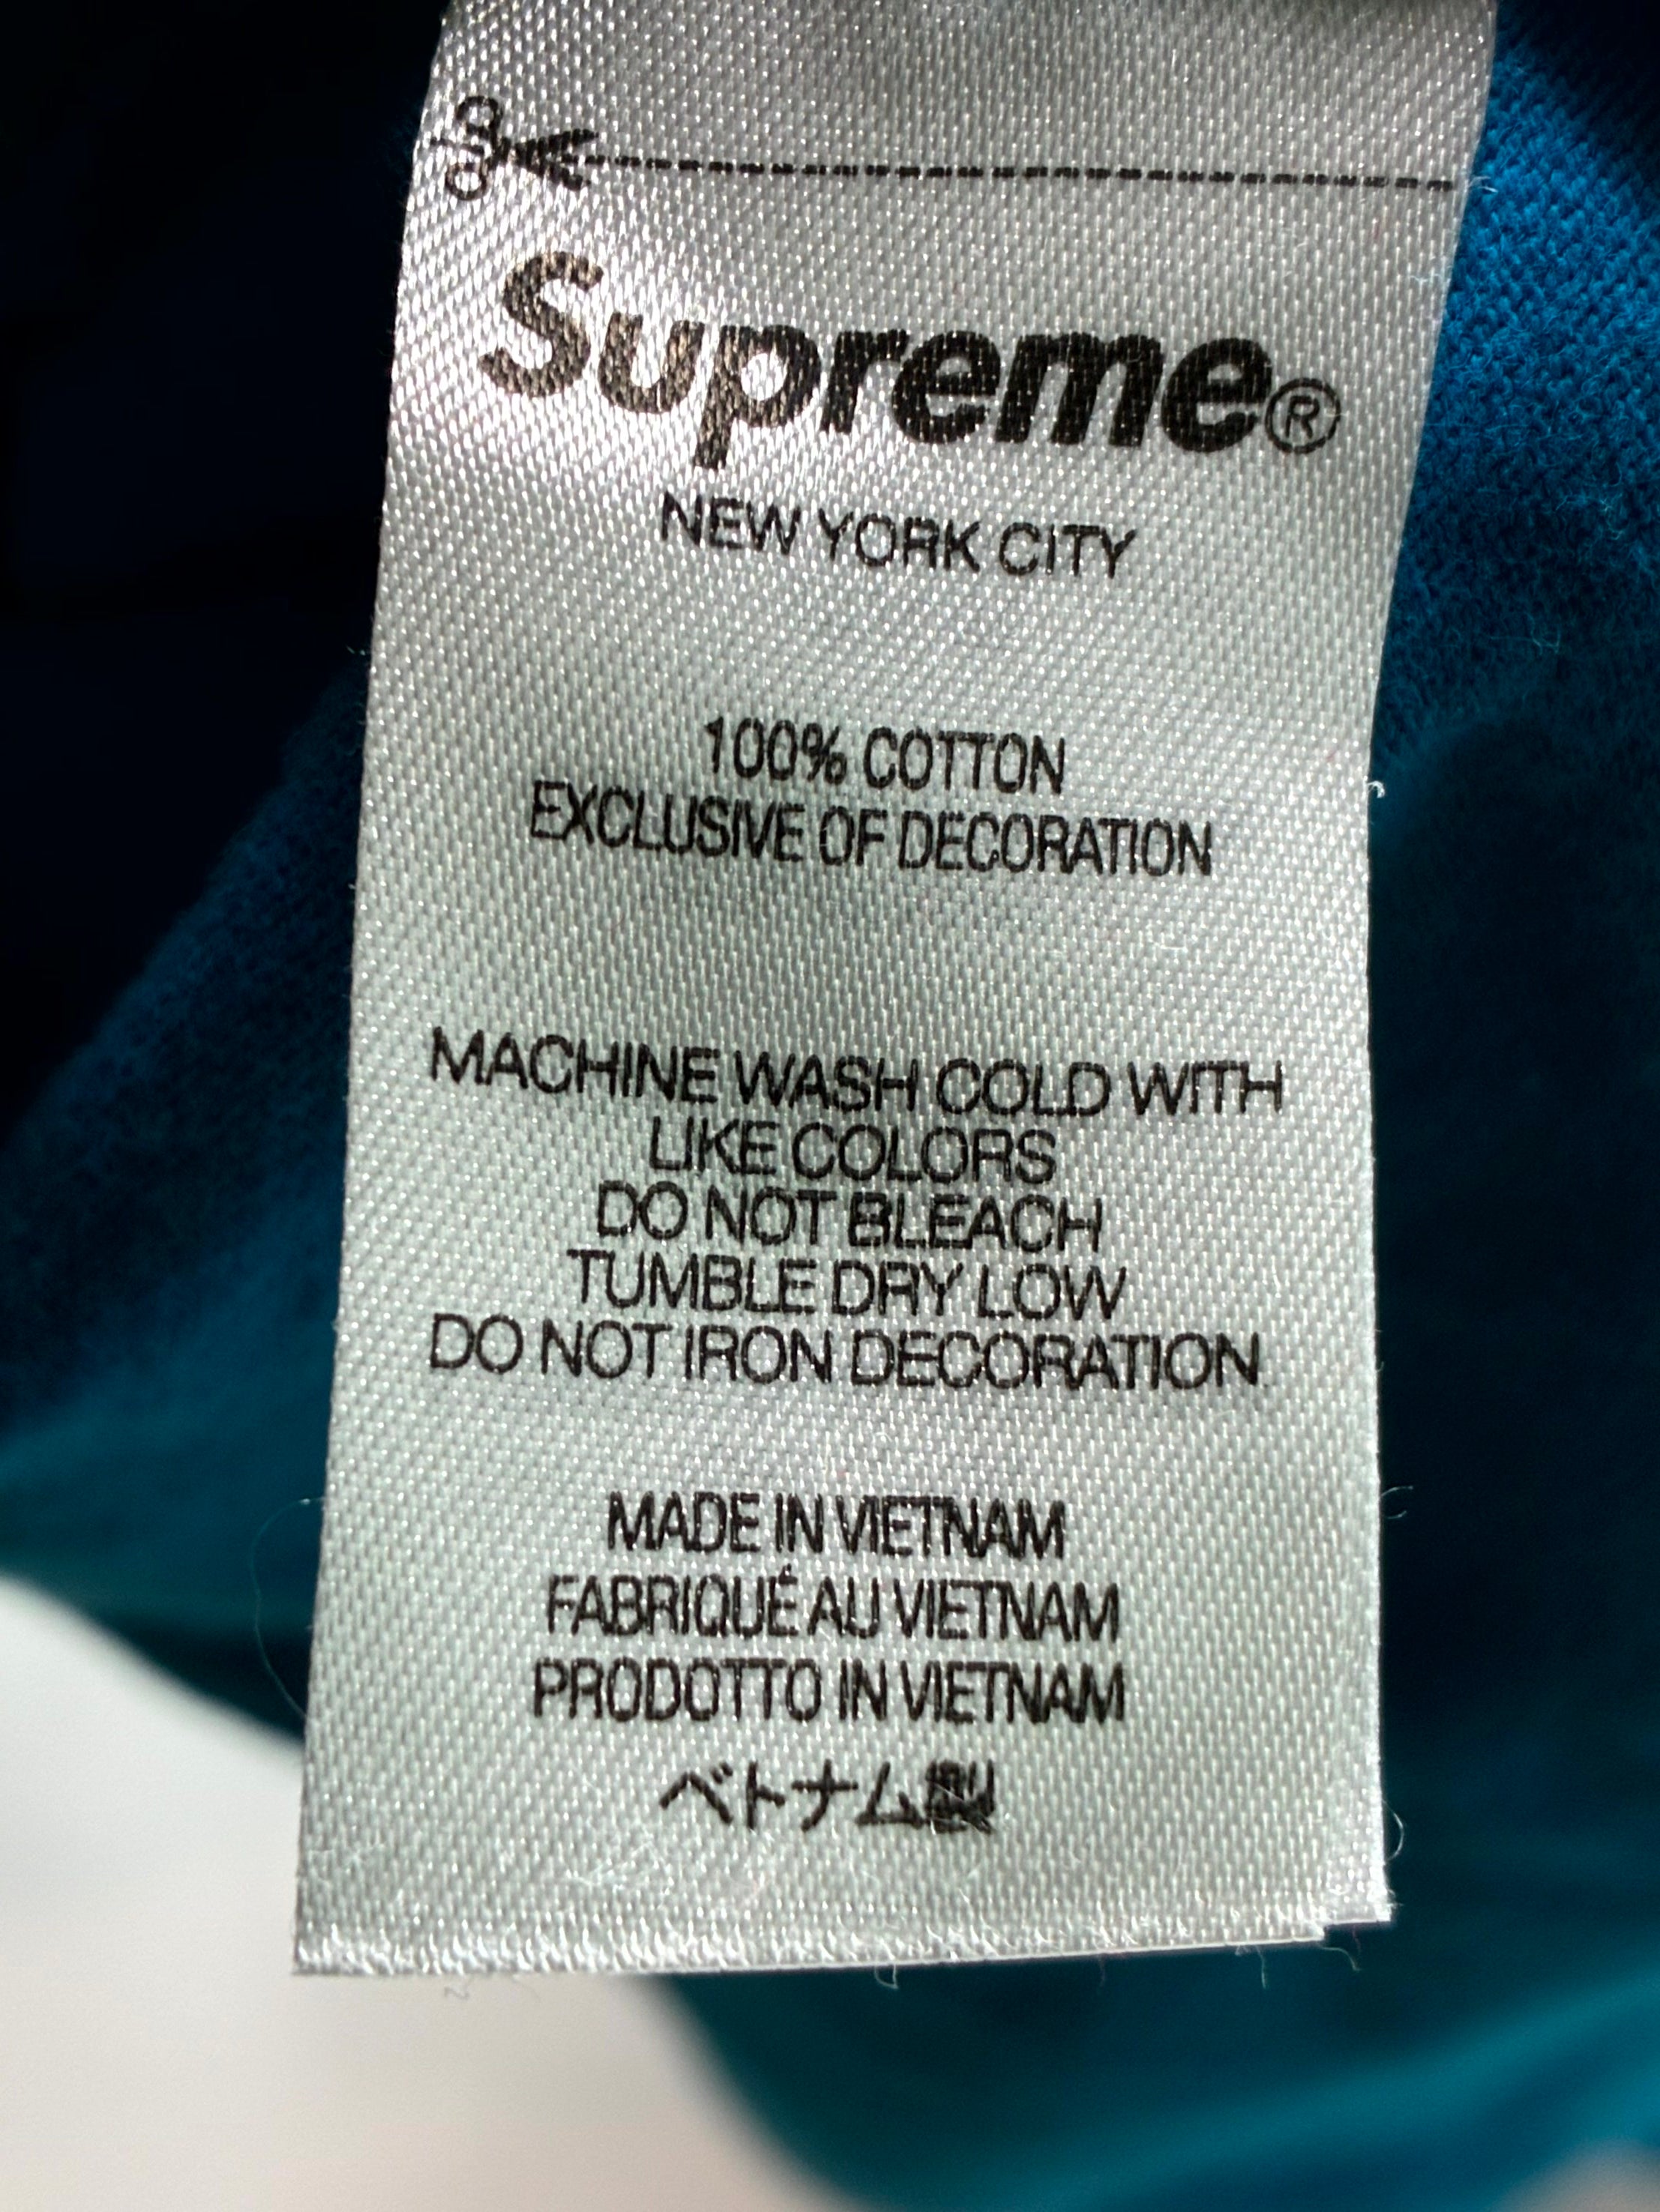 Supreme®
NEW YORK CITY
100% COTTON
EXCLUSIVE OF DECORATION
MACHINE WASH COLD WITH
LIKE COLORS
DO NOT BLEACH
TUMBLE DRY LOW
DO NOT IRON DECORATION
MADE IN VIETNAM
FABRIQUÉ AU VIETNAM
PRODOTTO IN VIETNAM
ベトナム製